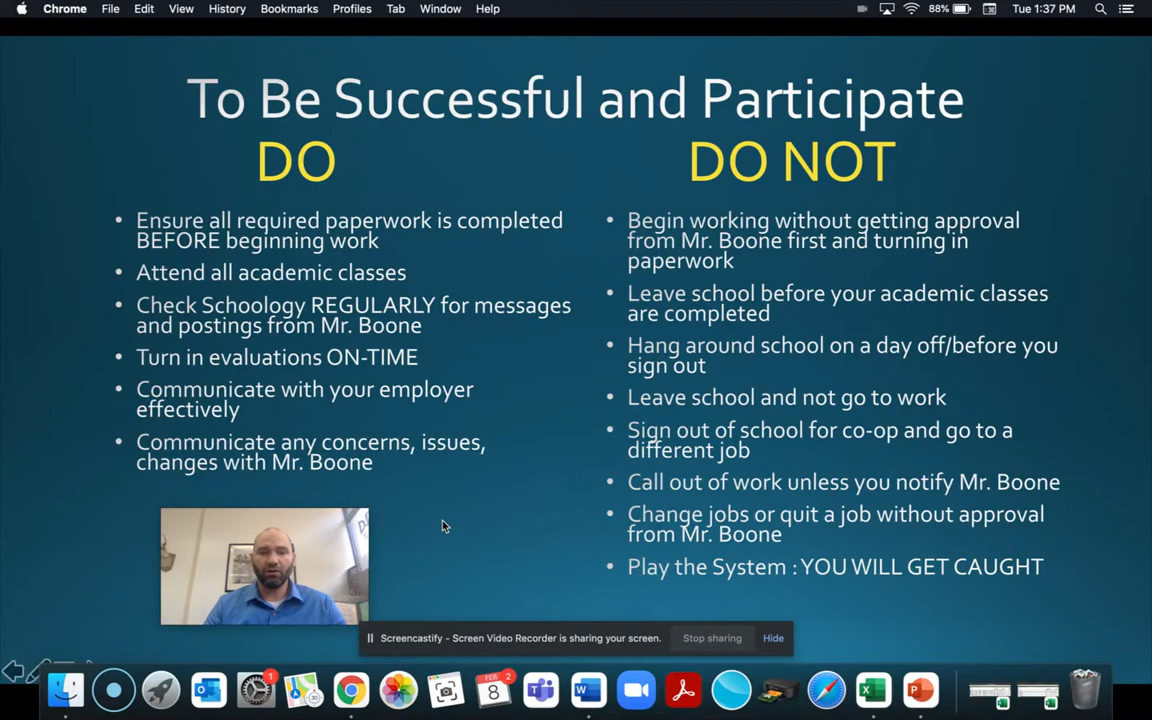 Chrome File Edit View History Bookmarks Profiles Tab Window Help 88% Tue 1:37 PM
To Be Successful and Participate
DO
Ensure all required paperwork is completed
BEFORE beginning work
Attend all academic classes
Check Schoology REGULARLY for messages
and postings from Mr. Boone
Turn in evaluations ON-TIME
Communicate with your employer
effectively
Communicate any concerns, issues,
changes with Mr. Boone
DO NOT
Begin working without getting approval
from Mr. Boone first and turning in
paperwork
Leave school before your academic classes
are completed
Hang around school on a day off/before you
sign out
Leave school and not go to work
Sign out of school for co-op and go to a
different job
Call out of work unless you notify Mr. Boone
Change jobs or quit a job without approval
from Mr. Boone
Play the System : YOU WILL GET CAUGHT
Screencastify - Screen Video Recorder is sharing your screen. Stop sharing Hide
1
FEB 2
8